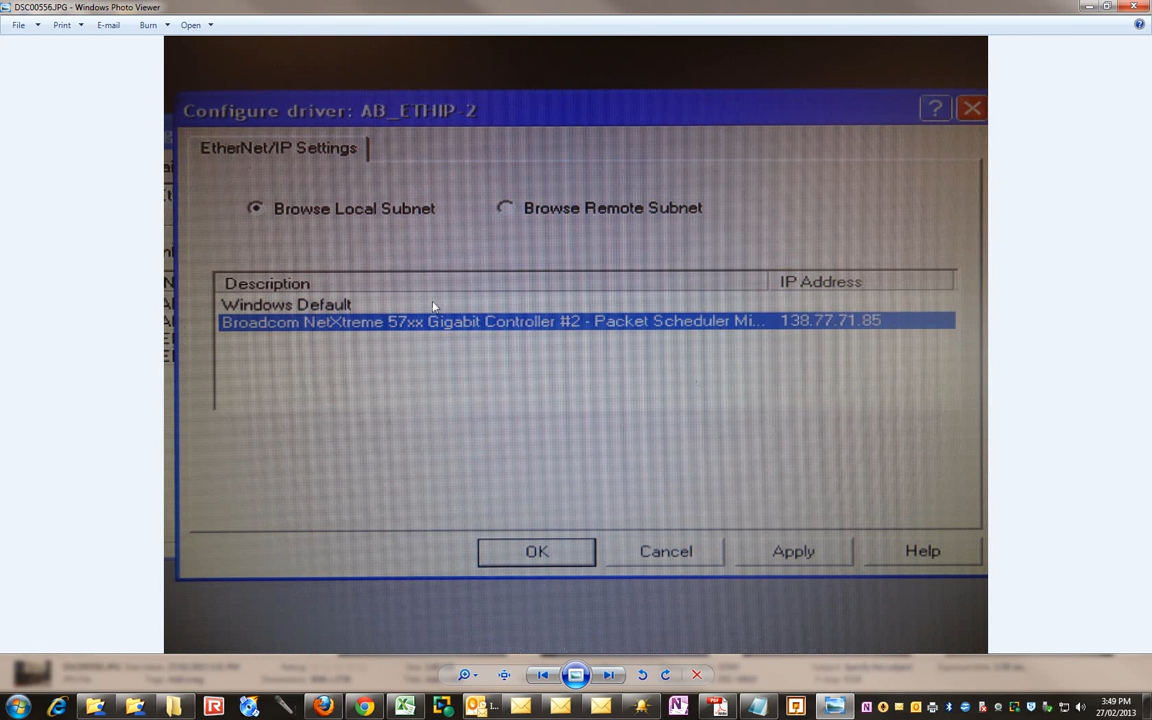 DSC00556.JPG - Windows Photo Viewer
File Print E-mail Burn Open
Configure driver: AB_ETHIP-2
EtherNet/IP Settings
Browse Local Subnet Browse Remote Subnet
Description IP Address
Windows Default
Broadcom NetXtreme 57xx Gigabit Controller #2 - Packet Scheduler Mi... 138.77.71.85
OK Cancel Apply Help
3:49 PM
27/02/2013